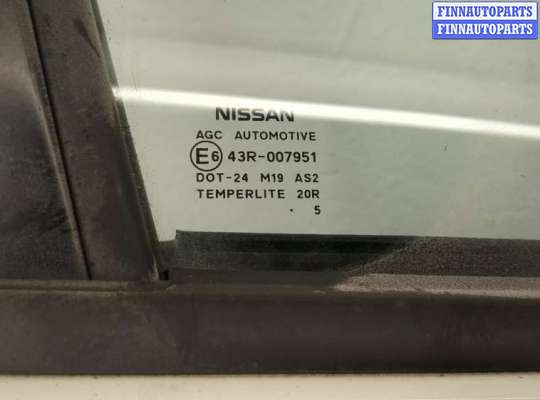 FINNAUTOPARTS
FINNAUTOPARTS
NISSAN
AGC AUTOMOTIVE
E6 43R-007951
DOT-24 M19 AS2
TEMPERLITE 20R
. 5